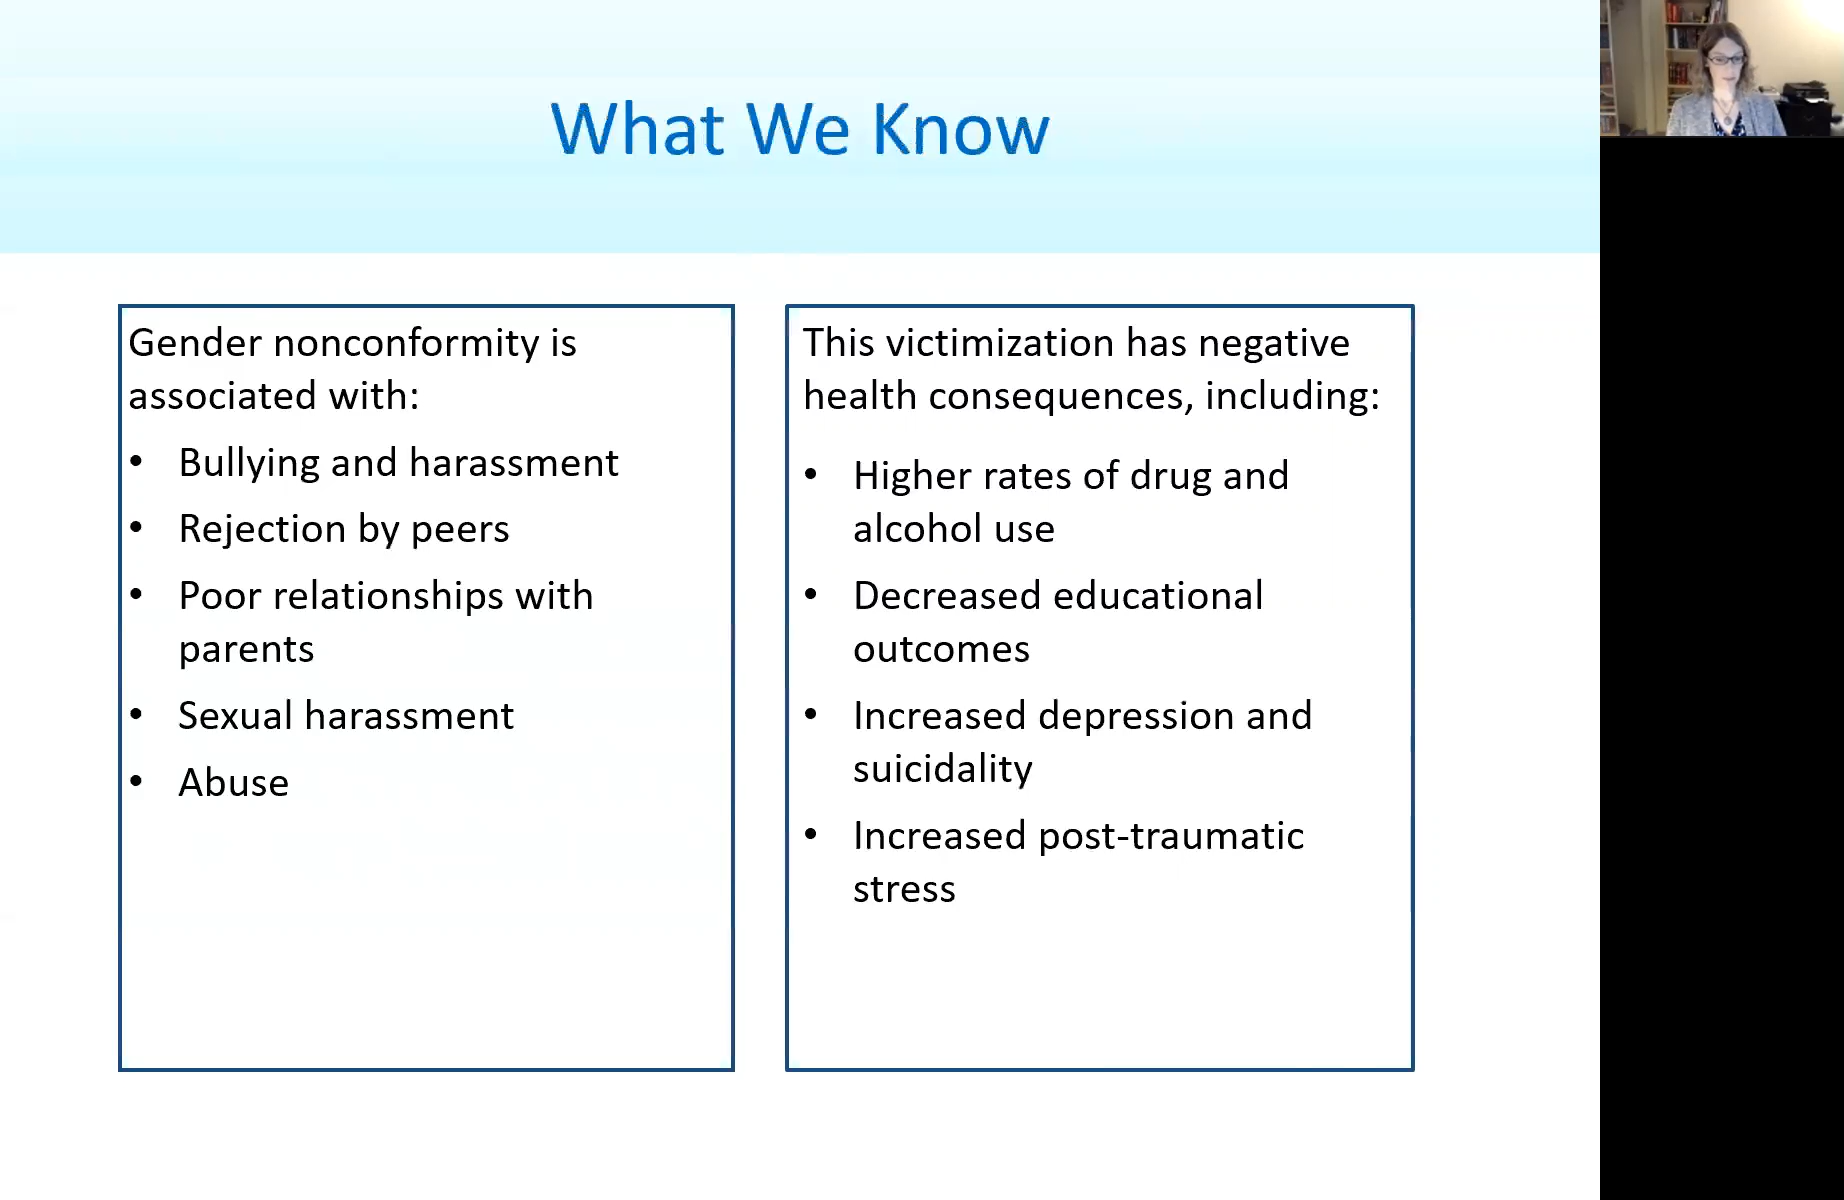 What We Know
Gender nonconformity is
associated with:
• Bullying and harassment
• Rejection by peers
• Poor relationships with
parents
• Sexual harassment
• Abuse
This victimization has negative
health consequences, including:
• Higher rates of drug and
alcohol use
• Decreased educational
outcomes
• Increased depression and
suicidality
• Increased post-traumatic
stress